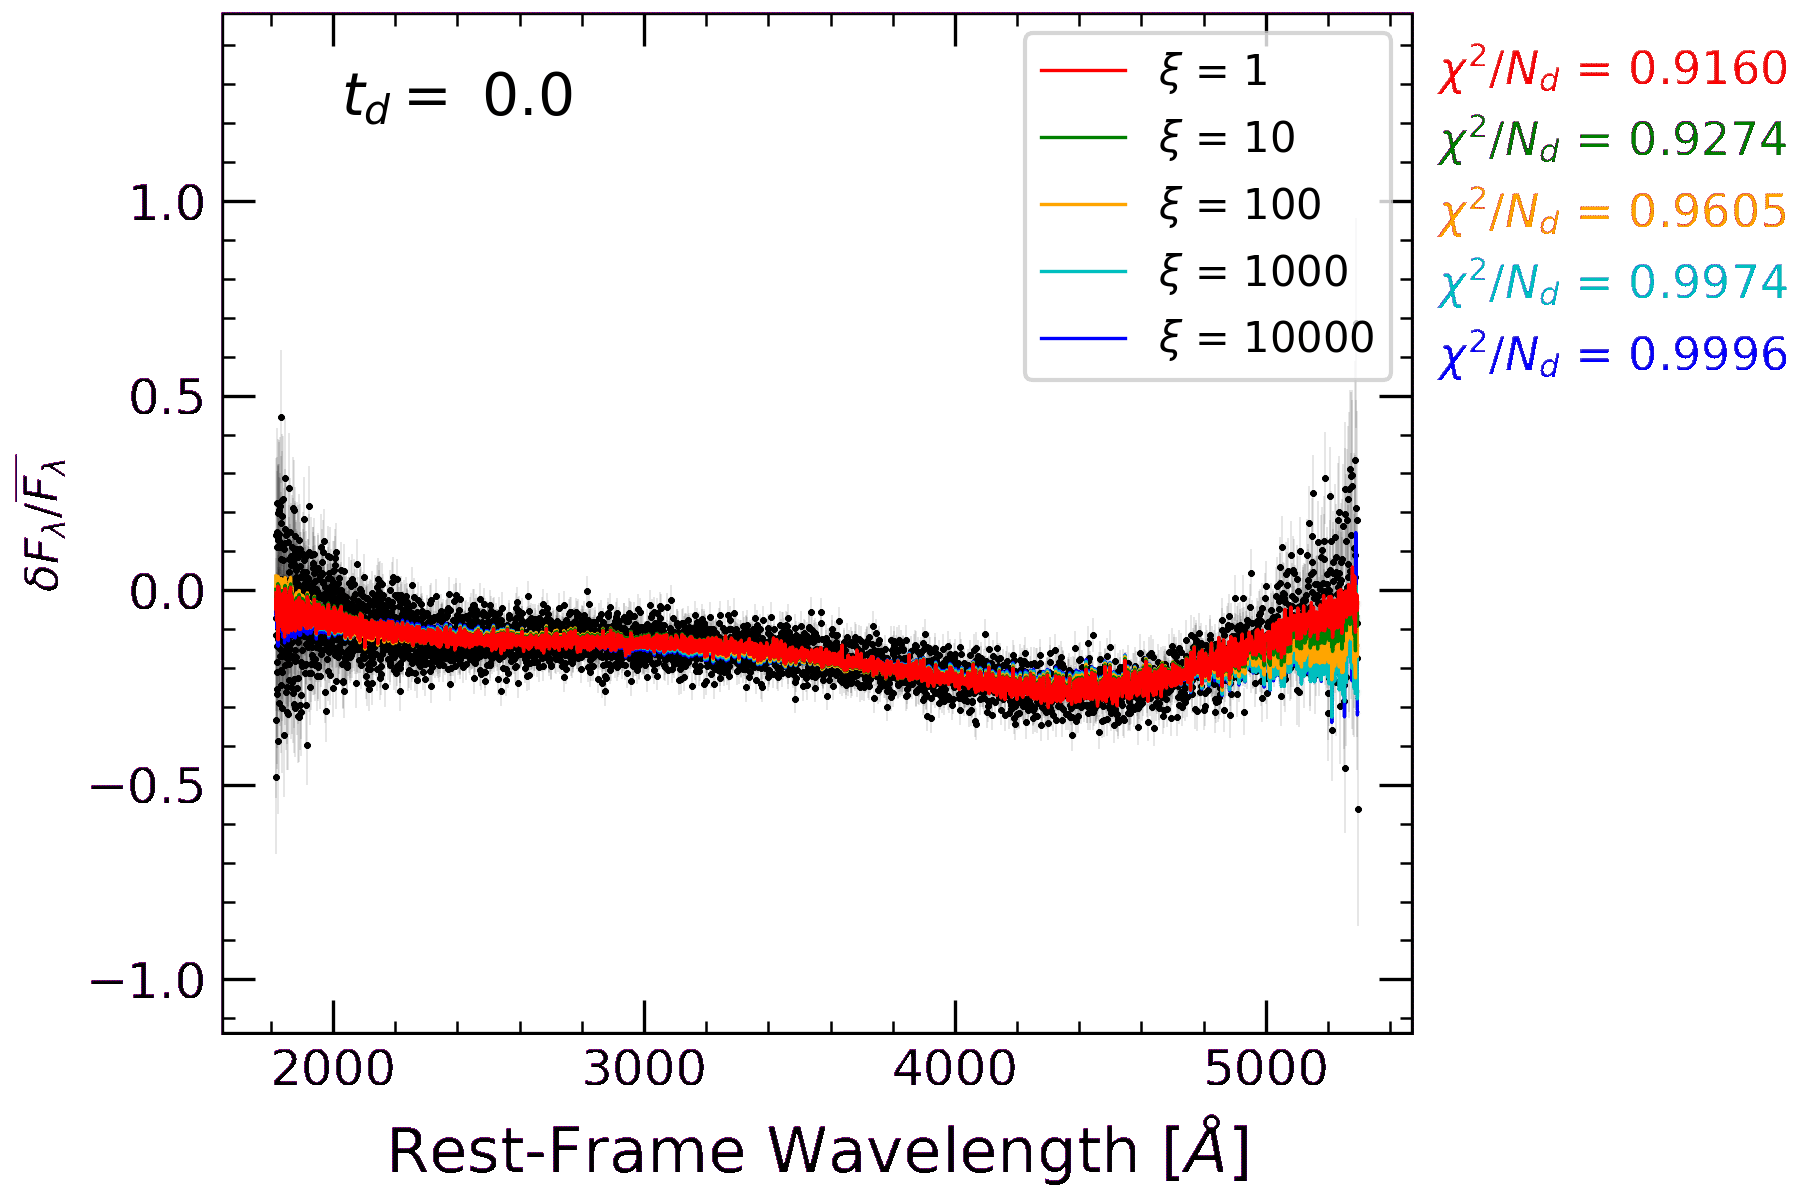 t_d = 0.0
ξ = 1
ξ = 10
ξ = 100
ξ = 1000
ξ = 10000
χ²/N_d = 0.9160
χ²/N_d = 0.9274
χ²/N_d = 0.9605
χ²/N_d = 0.9974
χ²/N_d = 0.9996
1.0
0.5
0.0
−0.5
−1.0
δF_λ/F̅_λ
2000 3000 4000 5000
Rest-Frame Wavelength [Å]